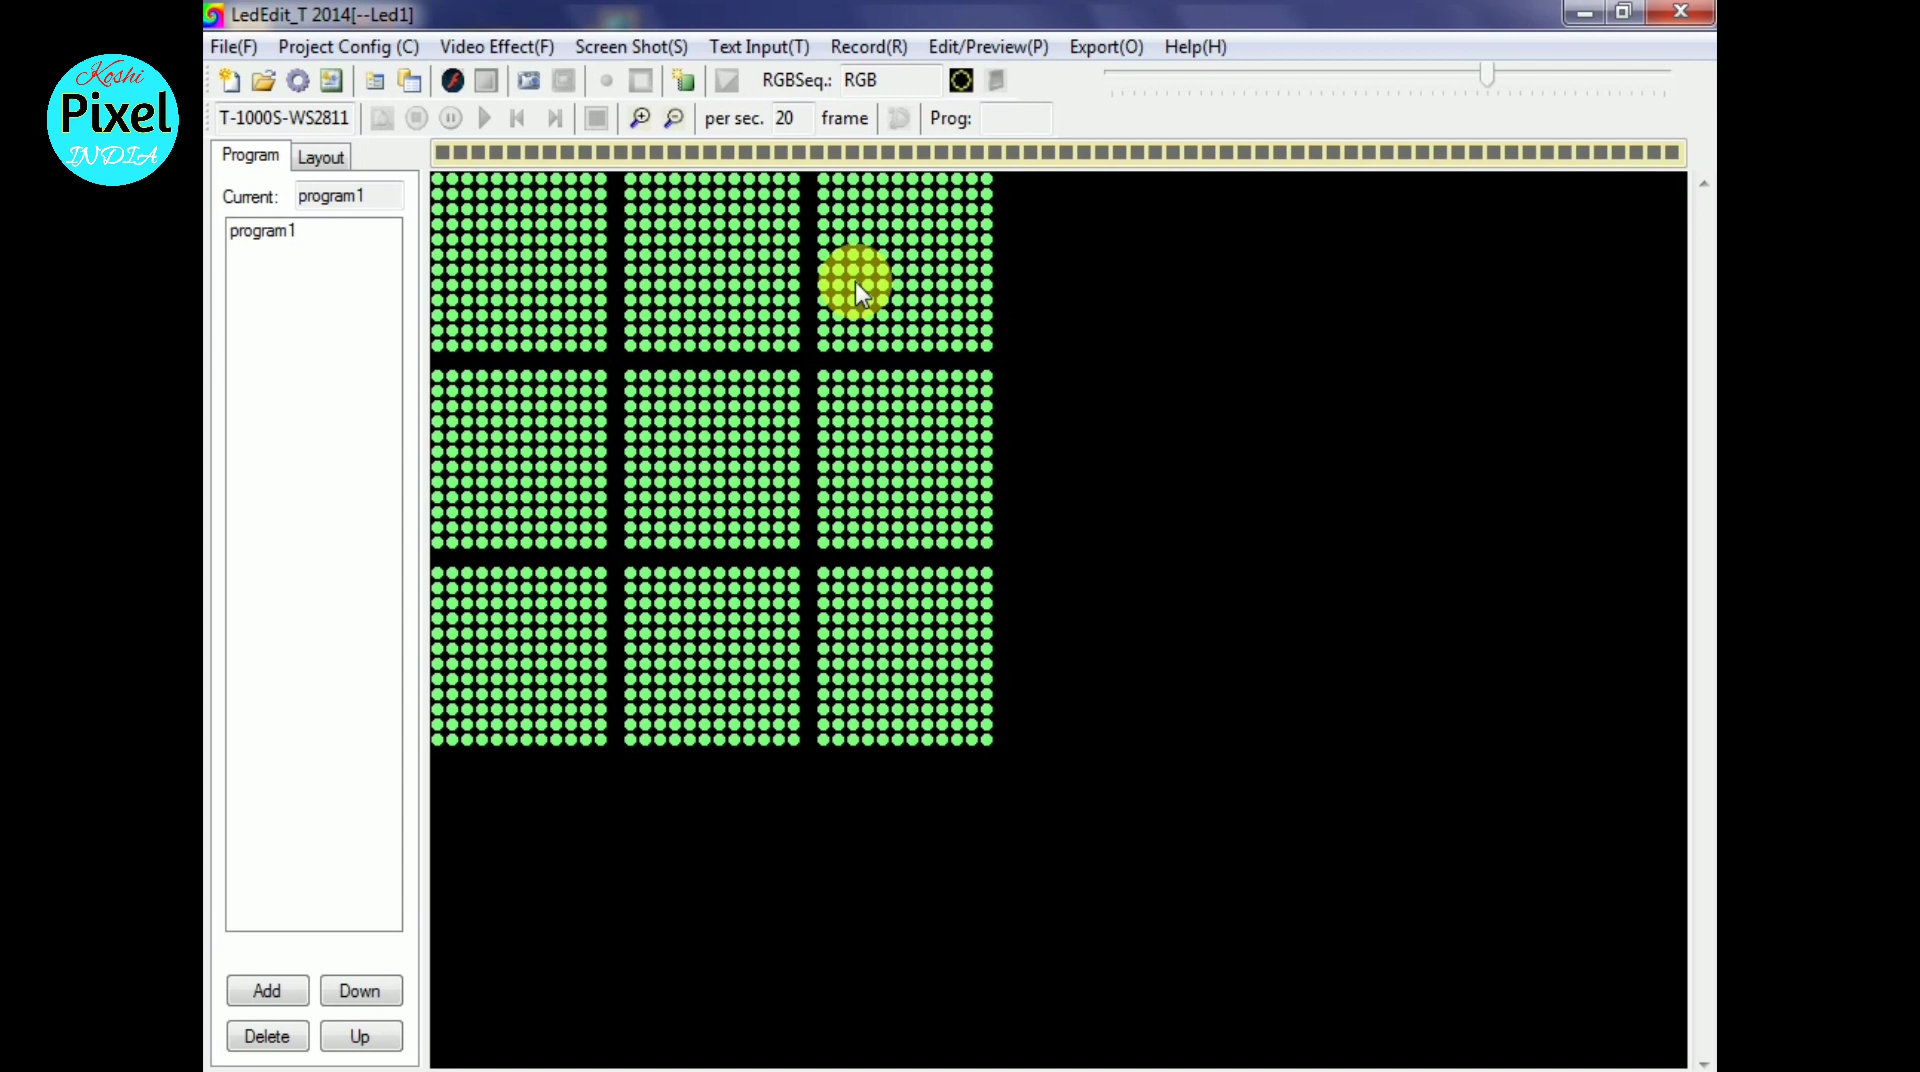 LedEdit_T 2014[--Led1]
File(F) Project Config (C) Video Effect(F) Screen Shot(S) Text Input(T) Record(R) Edit/Preview(P) Export(O) Help(H)
Koshi
Pixel
INDIA
RGBSeq.: RGB
T-1000S-WS2811 per sec. 20 frame Prog:
Program Layout
Current: program1
program1
Add Down
Delete Up